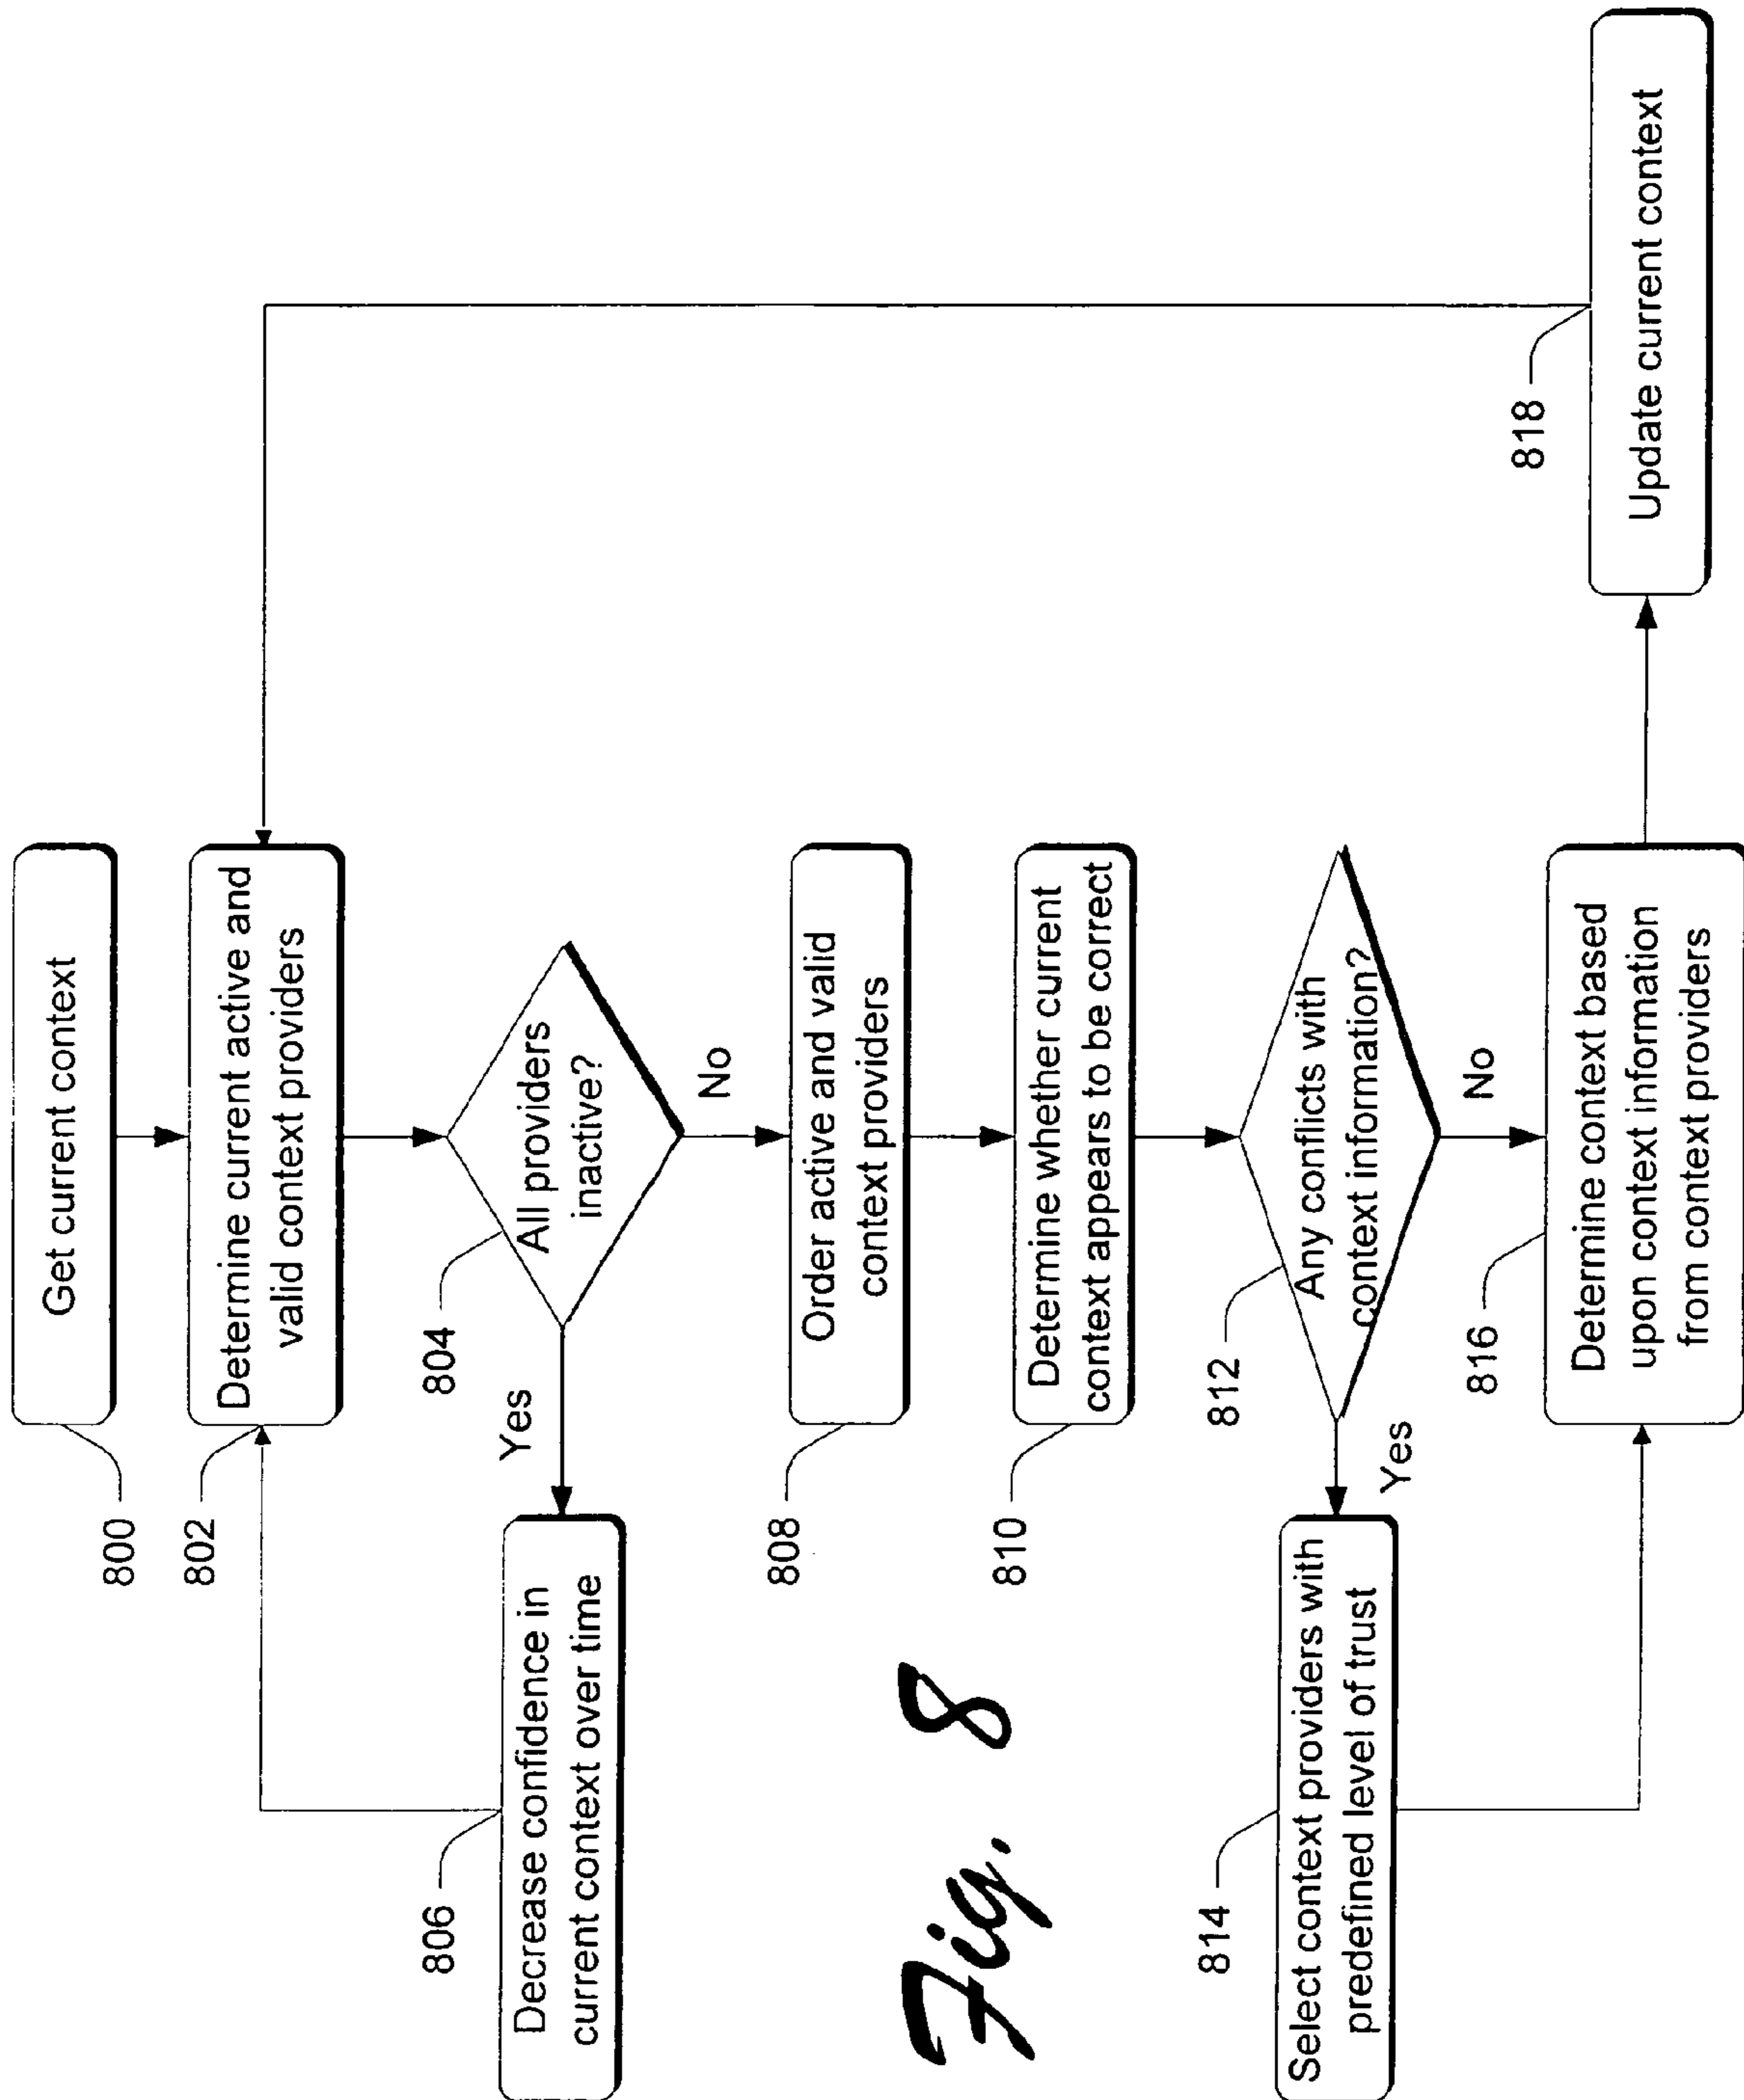 800
Get current context
802
Determine current active and
valid context providers
804
All providers
inactive?
Yes
No
806
Decrease confidence in
current context over time
808
Order active and valid
context providers
810
Determine whether current
context appears to be correct
812
Any conflicts with
context information?
Yes
No
814
Select context providers with
predefined level of trust
816
Determine context based
upon context information
from context providers
818
Update current context
Fig. 8